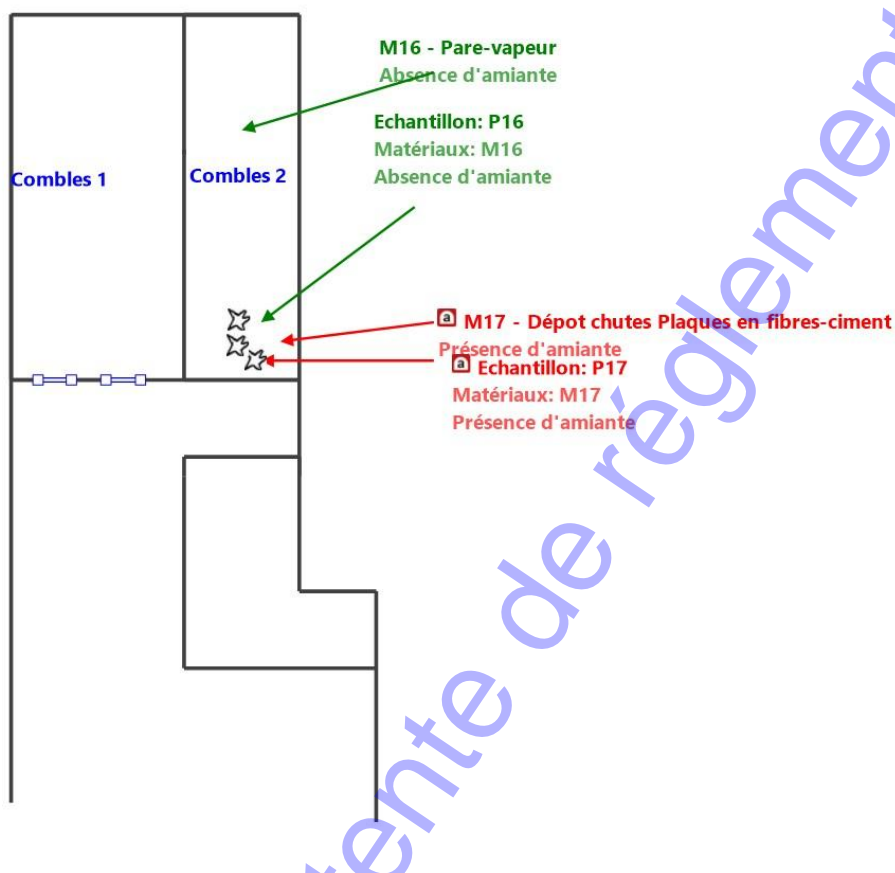 M16 - Pare-vapeur
Absence d'amiante
Echantillon: P16
Matériaux: M16
Absence d'amiante
Combles 1
Combles 2
a M17 - Dépot chutes Plaques en fibres-ciment
Présence d'amiante
a Echantillon: P17
Matériaux: M17
Présence d'amiante
tente de réglement